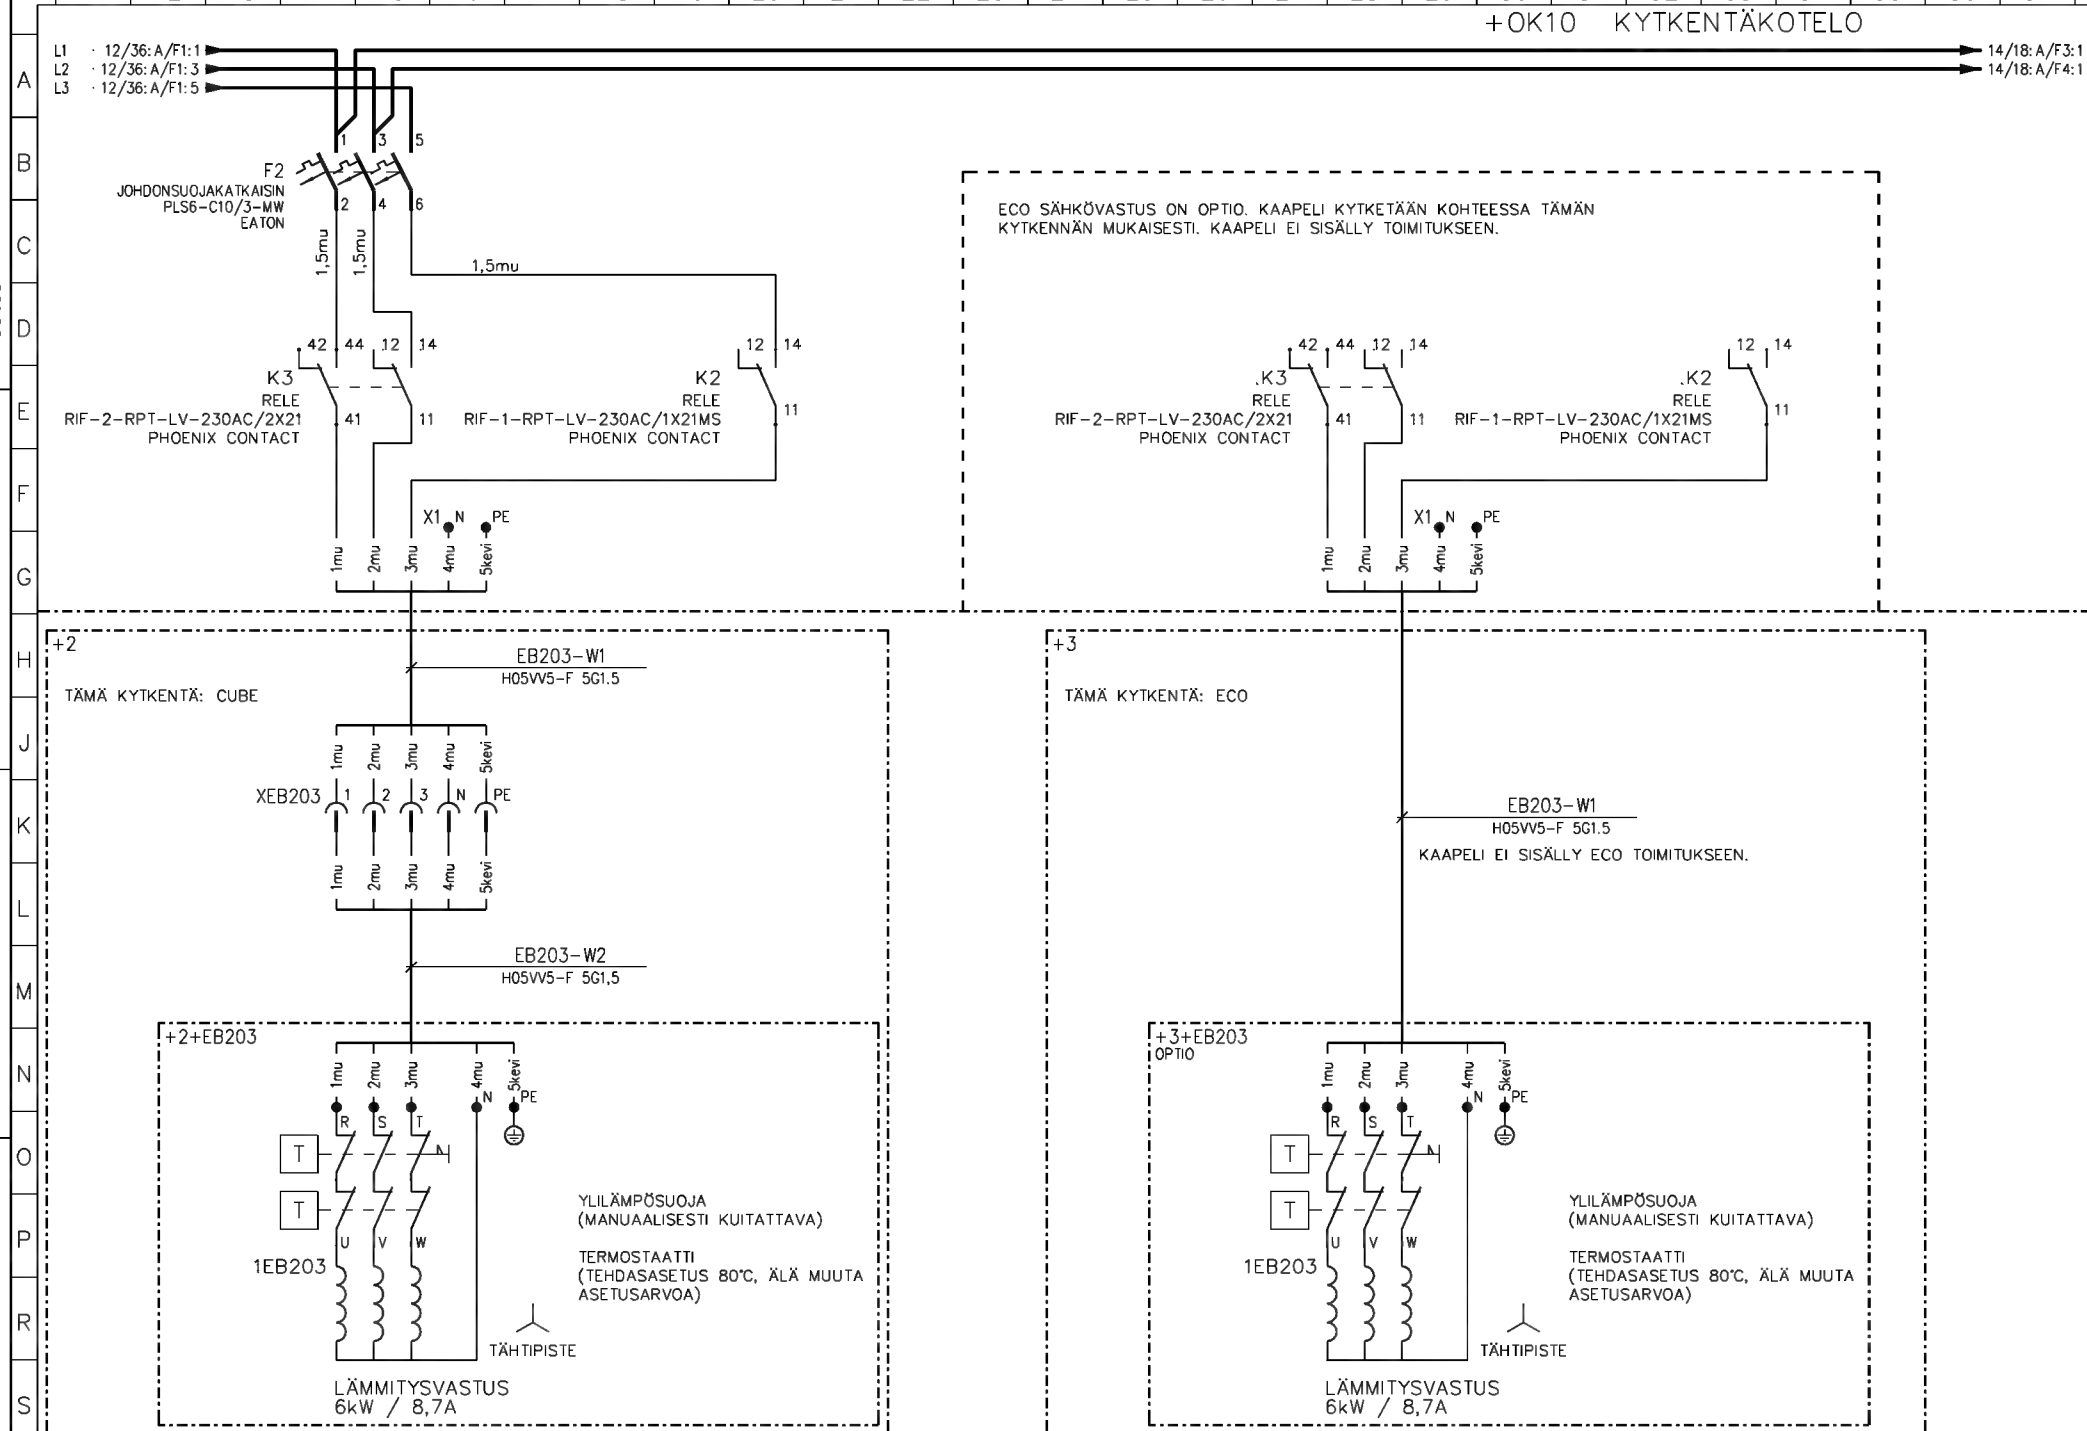 +OK10 KYTKENTÄKOTELO
L1 12/36:A/F1:1
L2 12/36:A/F1:3
L3 12/36:A/F1:5
14/18:A/F3:1
14/18:A/F4:1
A
B
C
D
E
F
G
H
J
K
L
M
N
O
P
R
S
1 3 5
F2
JOHDONSUOJAKATKAISIN
PLS6-C10/3-MW
EATON
2 4 6
1,5mu 1,5mu 1,5mu
42 44 12 14
K3
RELE
RIF-2-RPT-LV-230AC/2X21
PHOENIX CONTACT
41 11
12 14
K2
RELE
RIF-1-RPT-LV-230AC/1X21MS
PHOENIX CONTACT
11
X1 N PE
1mu 2mu 3mu 4mu 5kevi
ECO SÄHKÖVASTUS ON OPTIO. KAAPELI KYTKETÄÄN KOHTEESSA TÄMÄN
KYTKENNÄN MUKAISESTI. KAAPELI EI SISÄLLY TOIMITUKSEEN.
42 44 12 14
.K3
RELE
RIF-2-RPT-LV-230AC/2X21
PHOENIX CONTACT
41 11
12 14
.K2
RELE
RIF-1-RPT-LV-230AC/1X21MS
PHOENIX CONTACT
11
X1 N PE
1mu 2mu 3mu 4mu 5kevi
+2
EB203-W1
H05VV5-F 5G1.5
TÄMÄ KYTKENTÄ: CUBE
1mu 2mu 3mu 4mu 5kevi
XEB203 1 2 3 N PE
1mu 2mu 3mu 4mu 5kevi
EB203-W2
H05VV5-F 5G1,5
+2+EB203
1mu 2mu 3mu 4mu 5kevi
N PE
R S T
T
T
U V W
1EB203
YLILÄMPÖSUOJA
(MANUAALISESTI KUITATTAVA)
TERMOSTAATTI
(TEHDASASETUS 80°C, ÄLÄ MUUTA
ASETUSARVOA)
TÄHTIPISTE
LÄMMITYSVASTUS
6kW / 8,7A
+3
TÄMÄ KYTKENTÄ: ECO
EB203-W1
H05VV5-F 5G1.5
KAAPELI EI SISÄLLY ECO TOIMITUKSEEN.
+3+EB203
OPTIO
1mu 2mu 3mu 4mu 5kevi
N PE
R S T
T
T
U V W
1EB203
YLILÄMPÖSUOJA
(MANUAALISESTI KUITATTAVA)
TERMOSTAATTI
(TEHDASASETUS 80°C, ÄLÄ MUUTA
ASETUSARVOA)
TÄHTIPISTE
LÄMMITYSVASTUS
6kW / 8,7A